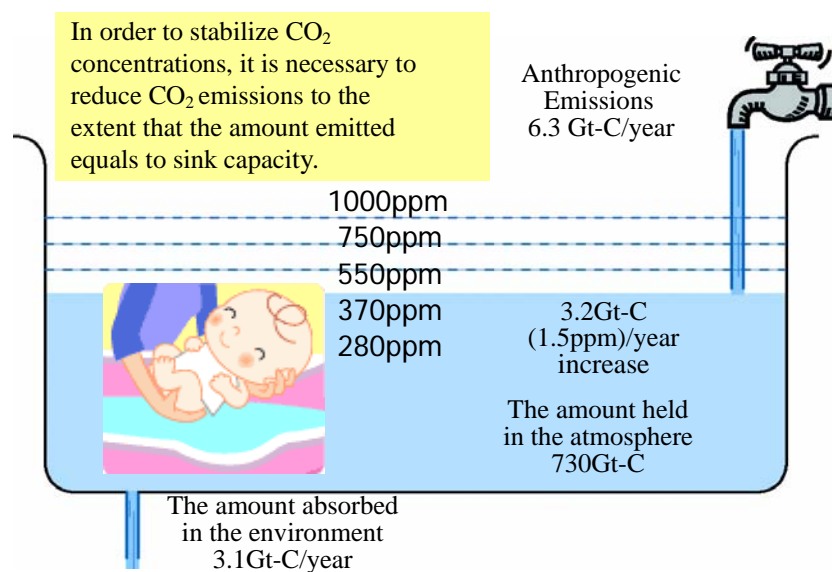 In order to stabilize CO₂
concentrations, it is necessary to
reduce CO₂ emissions to the
extent that the amount emitted
equals to sink capacity.
Anthropogenic
Emissions
6.3 Gt-C/year
1000ppm
750ppm
550ppm
370ppm
280ppm
3.2Gt-C
(1.5ppm)/year
increase
The amount held
in the atmosphere
730Gt-C
The amount absorbed
in the environment
3.1Gt-C/year